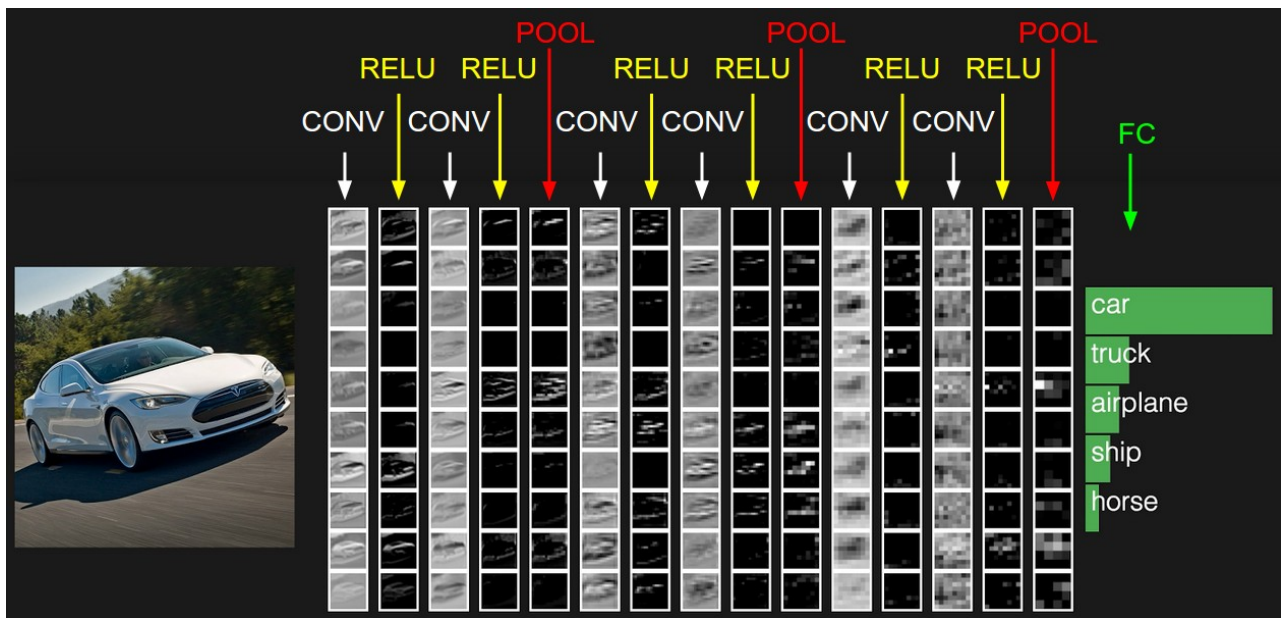 POOL POOL POOL
RELU RELU RELU RELU RELU RELU
CONV CONV CONV CONV CONV CONV
FC
car
truck
airplane
ship
horse